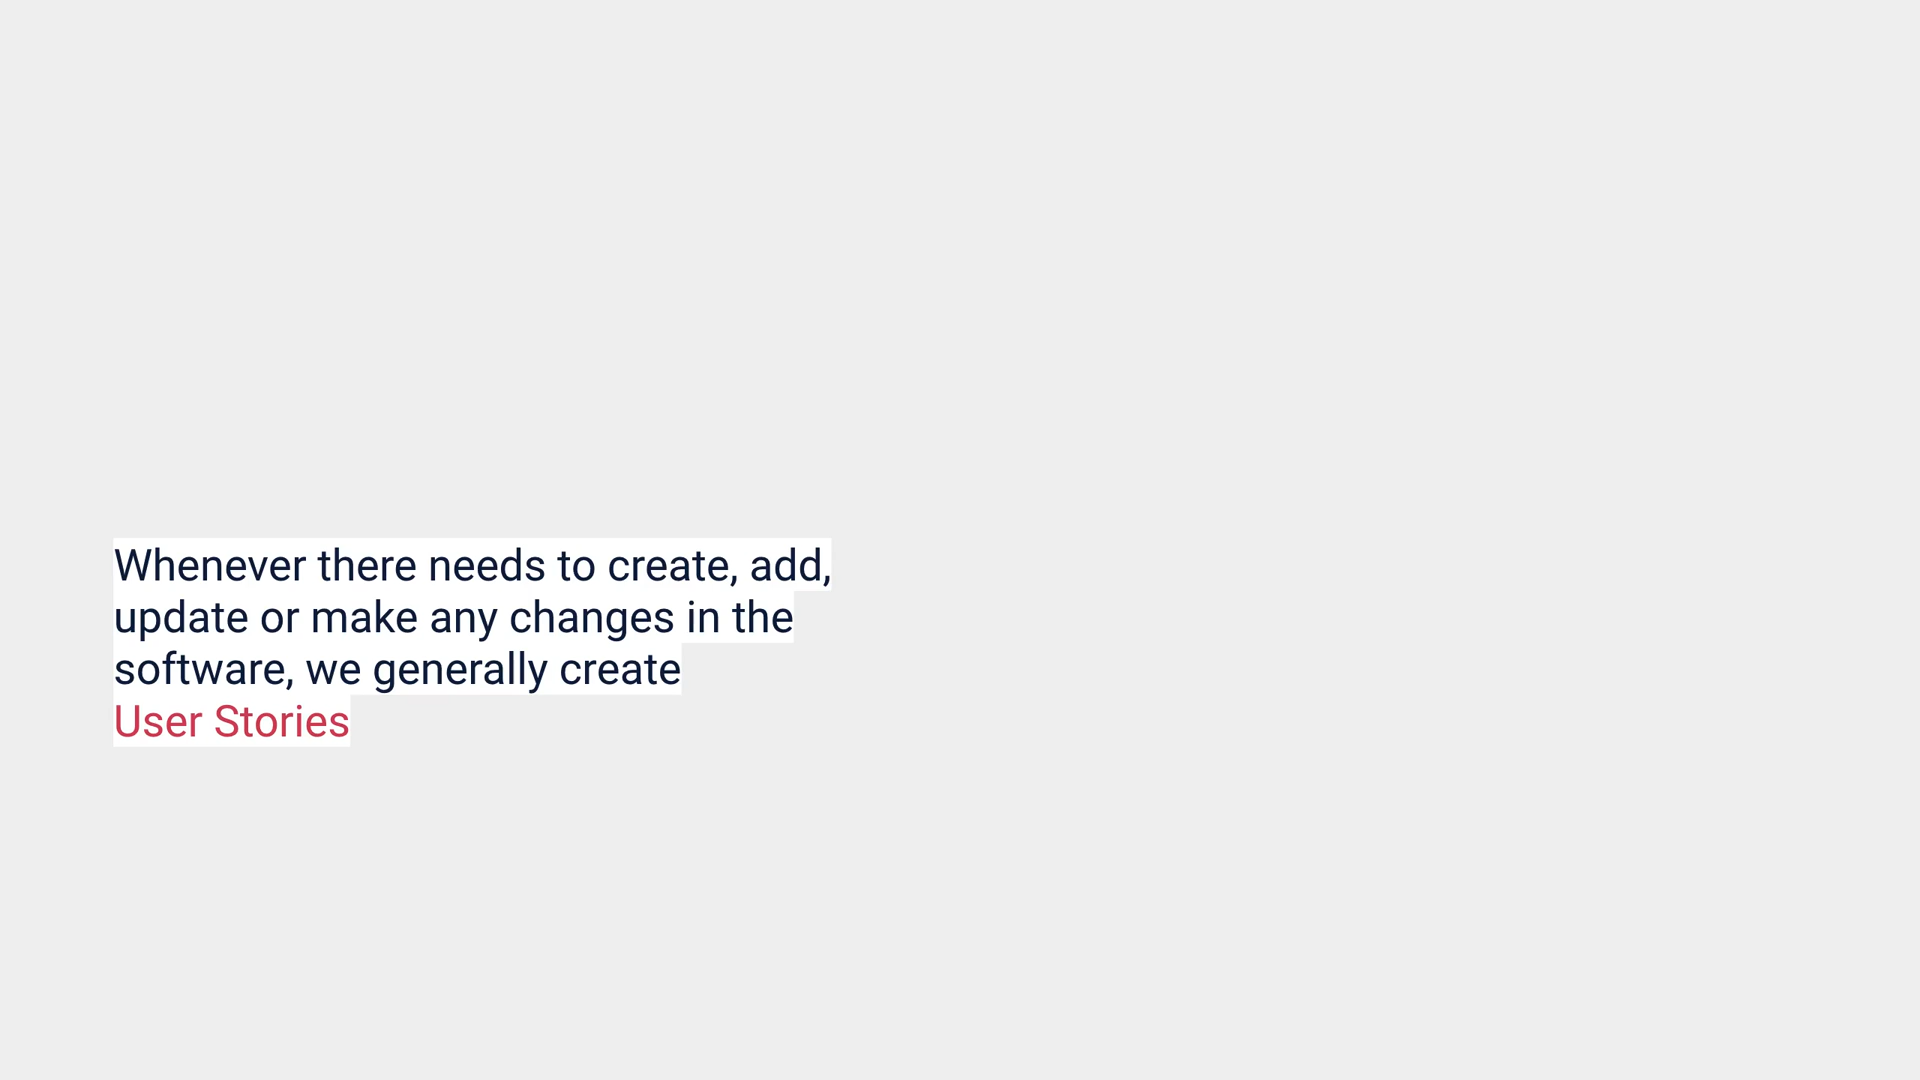 Whenever there needs to create, add,
update or make any changes in the
software, we generally create
User Stories